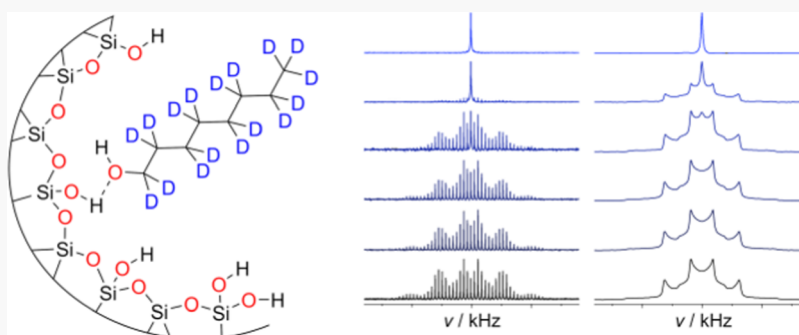 H
Si O D D
Si O D D D
D D
O D D
Si D D D D
H
O D D
O
Si O D
H D
O
Si O H
O H
Si O O
Si O Si O H
ν / kHz ν / kHz